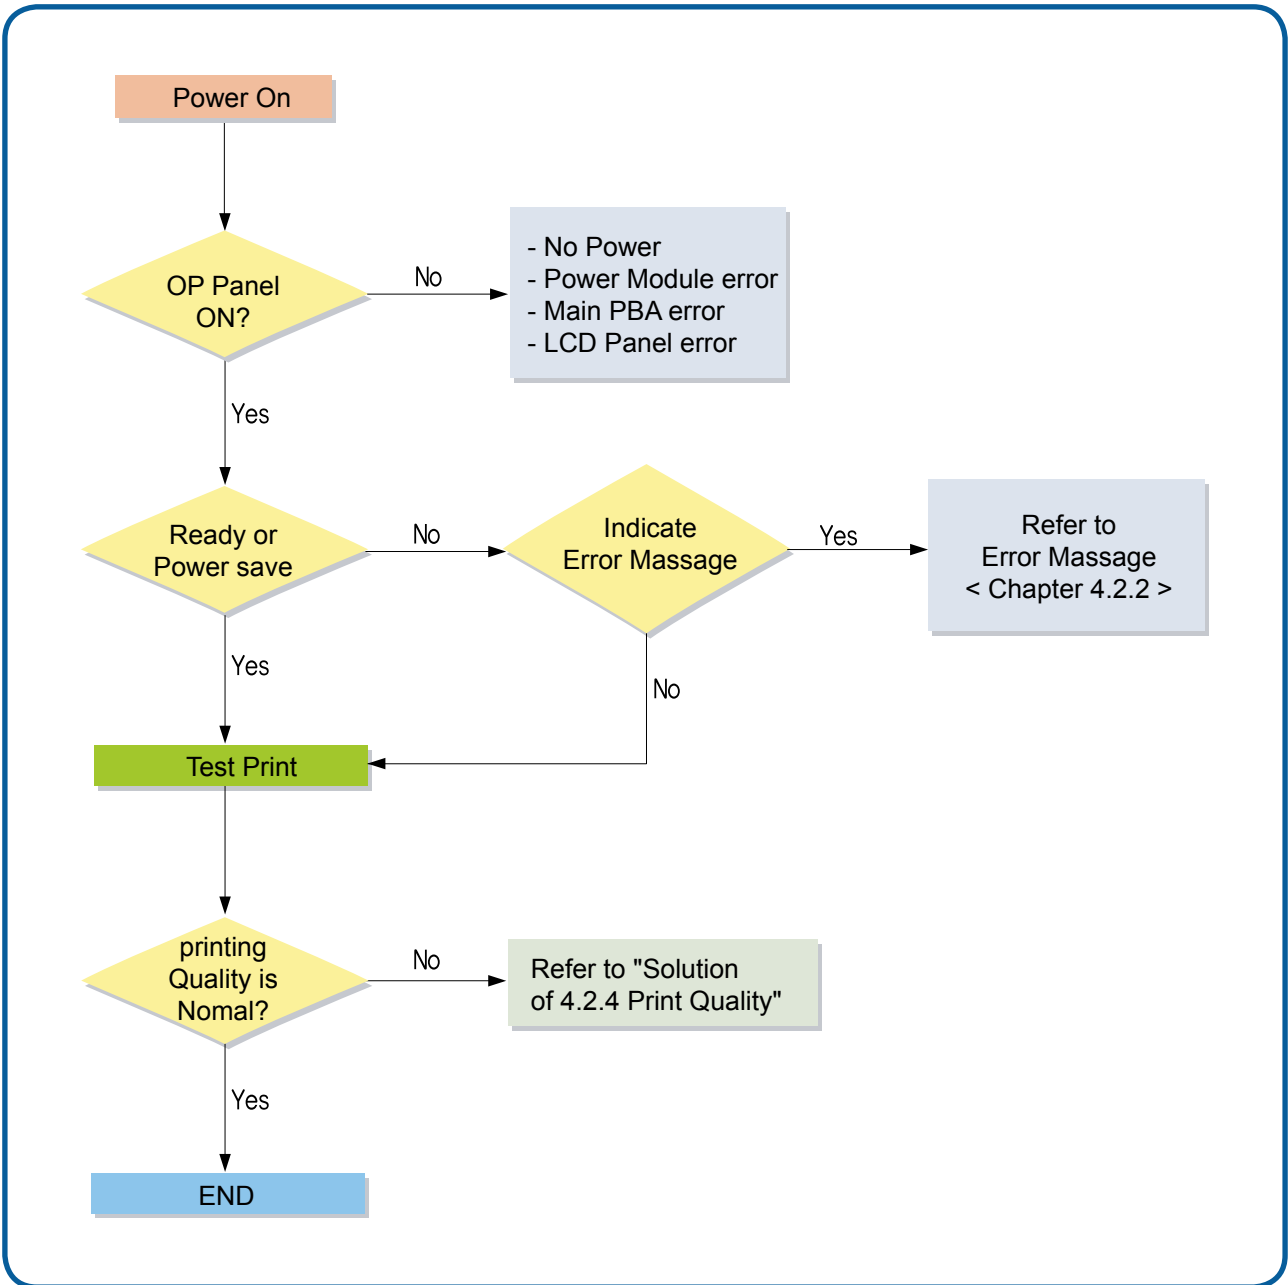 Power On
OP Panel
ON?
No
- No Power
- Power Module error
- Main PBA error
- LCD Panel error
Yes
Ready or
Power save
No
Indicate
Error Massage
Yes
Refer to
Error Massage
< Chapter 4.2.2 >
Yes
No
Test Print
printing
Quality is
Nomal?
No
Refer to "Solution
of 4.2.4 Print Quality"
Yes
END